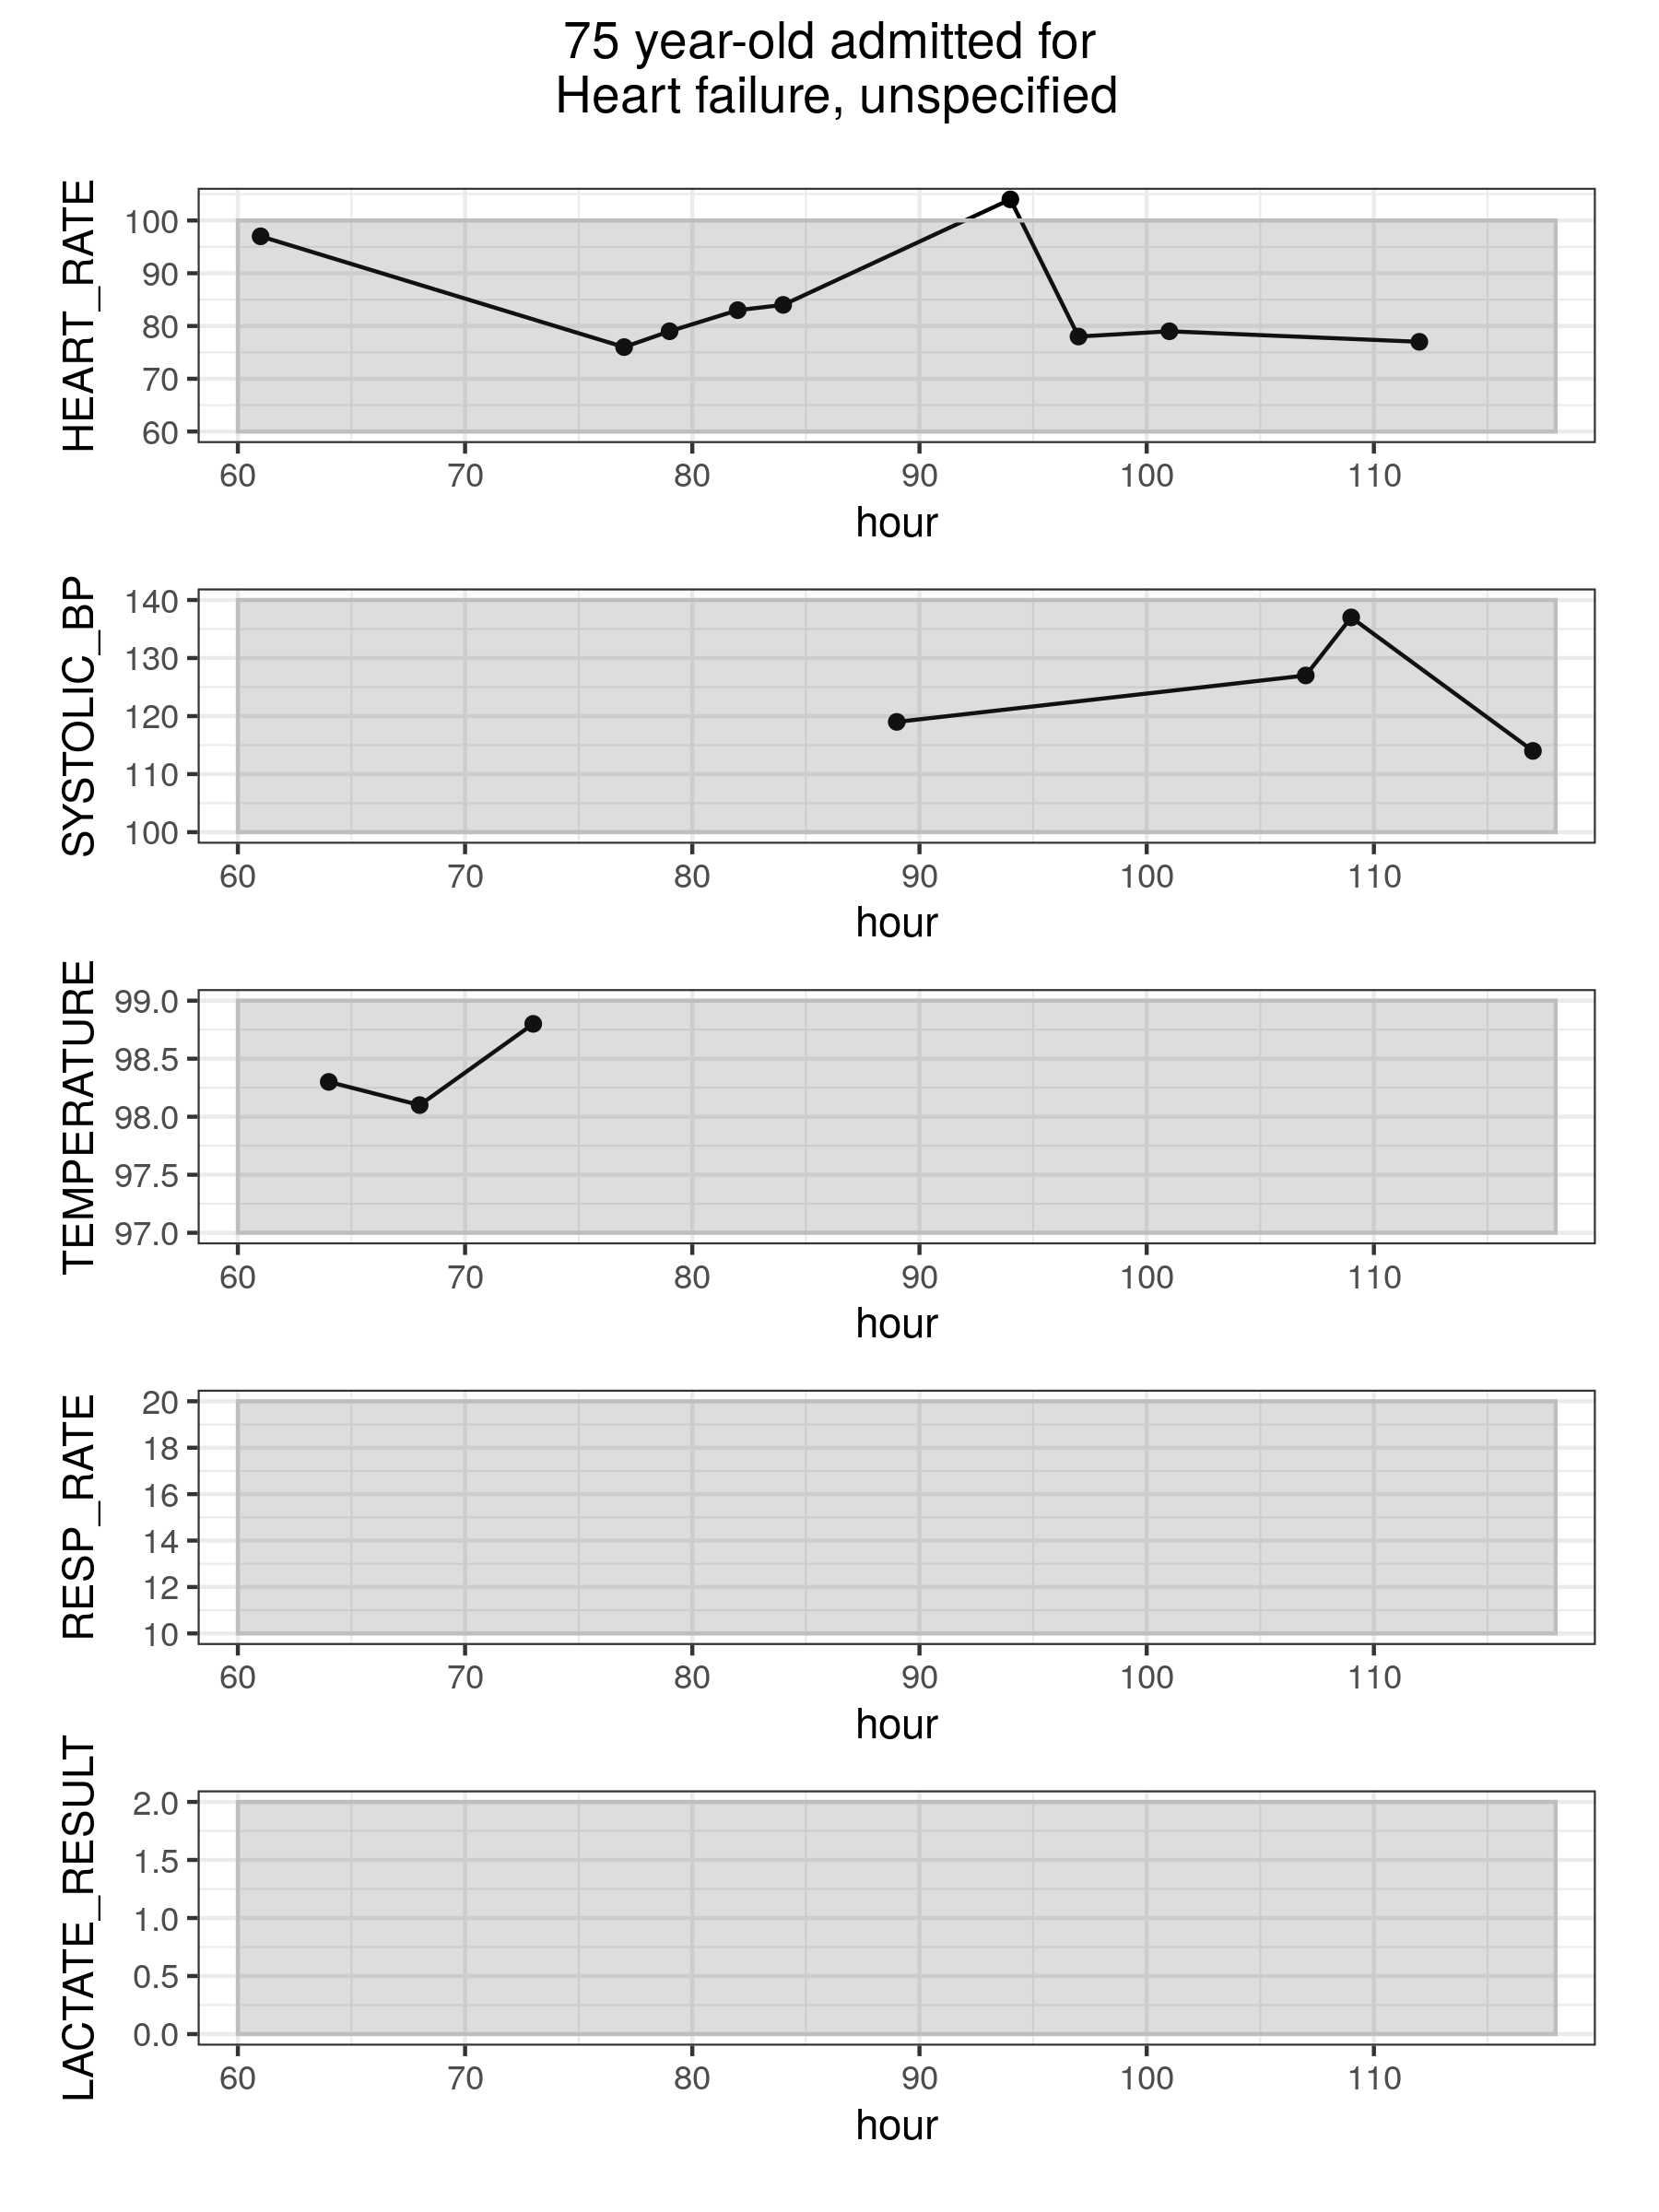 75 year-old admitted for
Heart failure, unspecified
HEART_RATE
100
90
80
70
60
60 70 80 90 100 110
hour
SYSTOLIC_BP
140
130
120
110
100
60 70 80 90 100 110
hour
TEMPERATURE
99.0
98.5
98.0
97.5
97.0
60 70 80 90 100 110
hour
RESP_RATE
20
18
16
14
12
10
60 70 80 90 100 110
hour
LACTATE_RESULT
2.0
1.5
1.0
0.5
0.0
60 70 80 90 100 110
hour